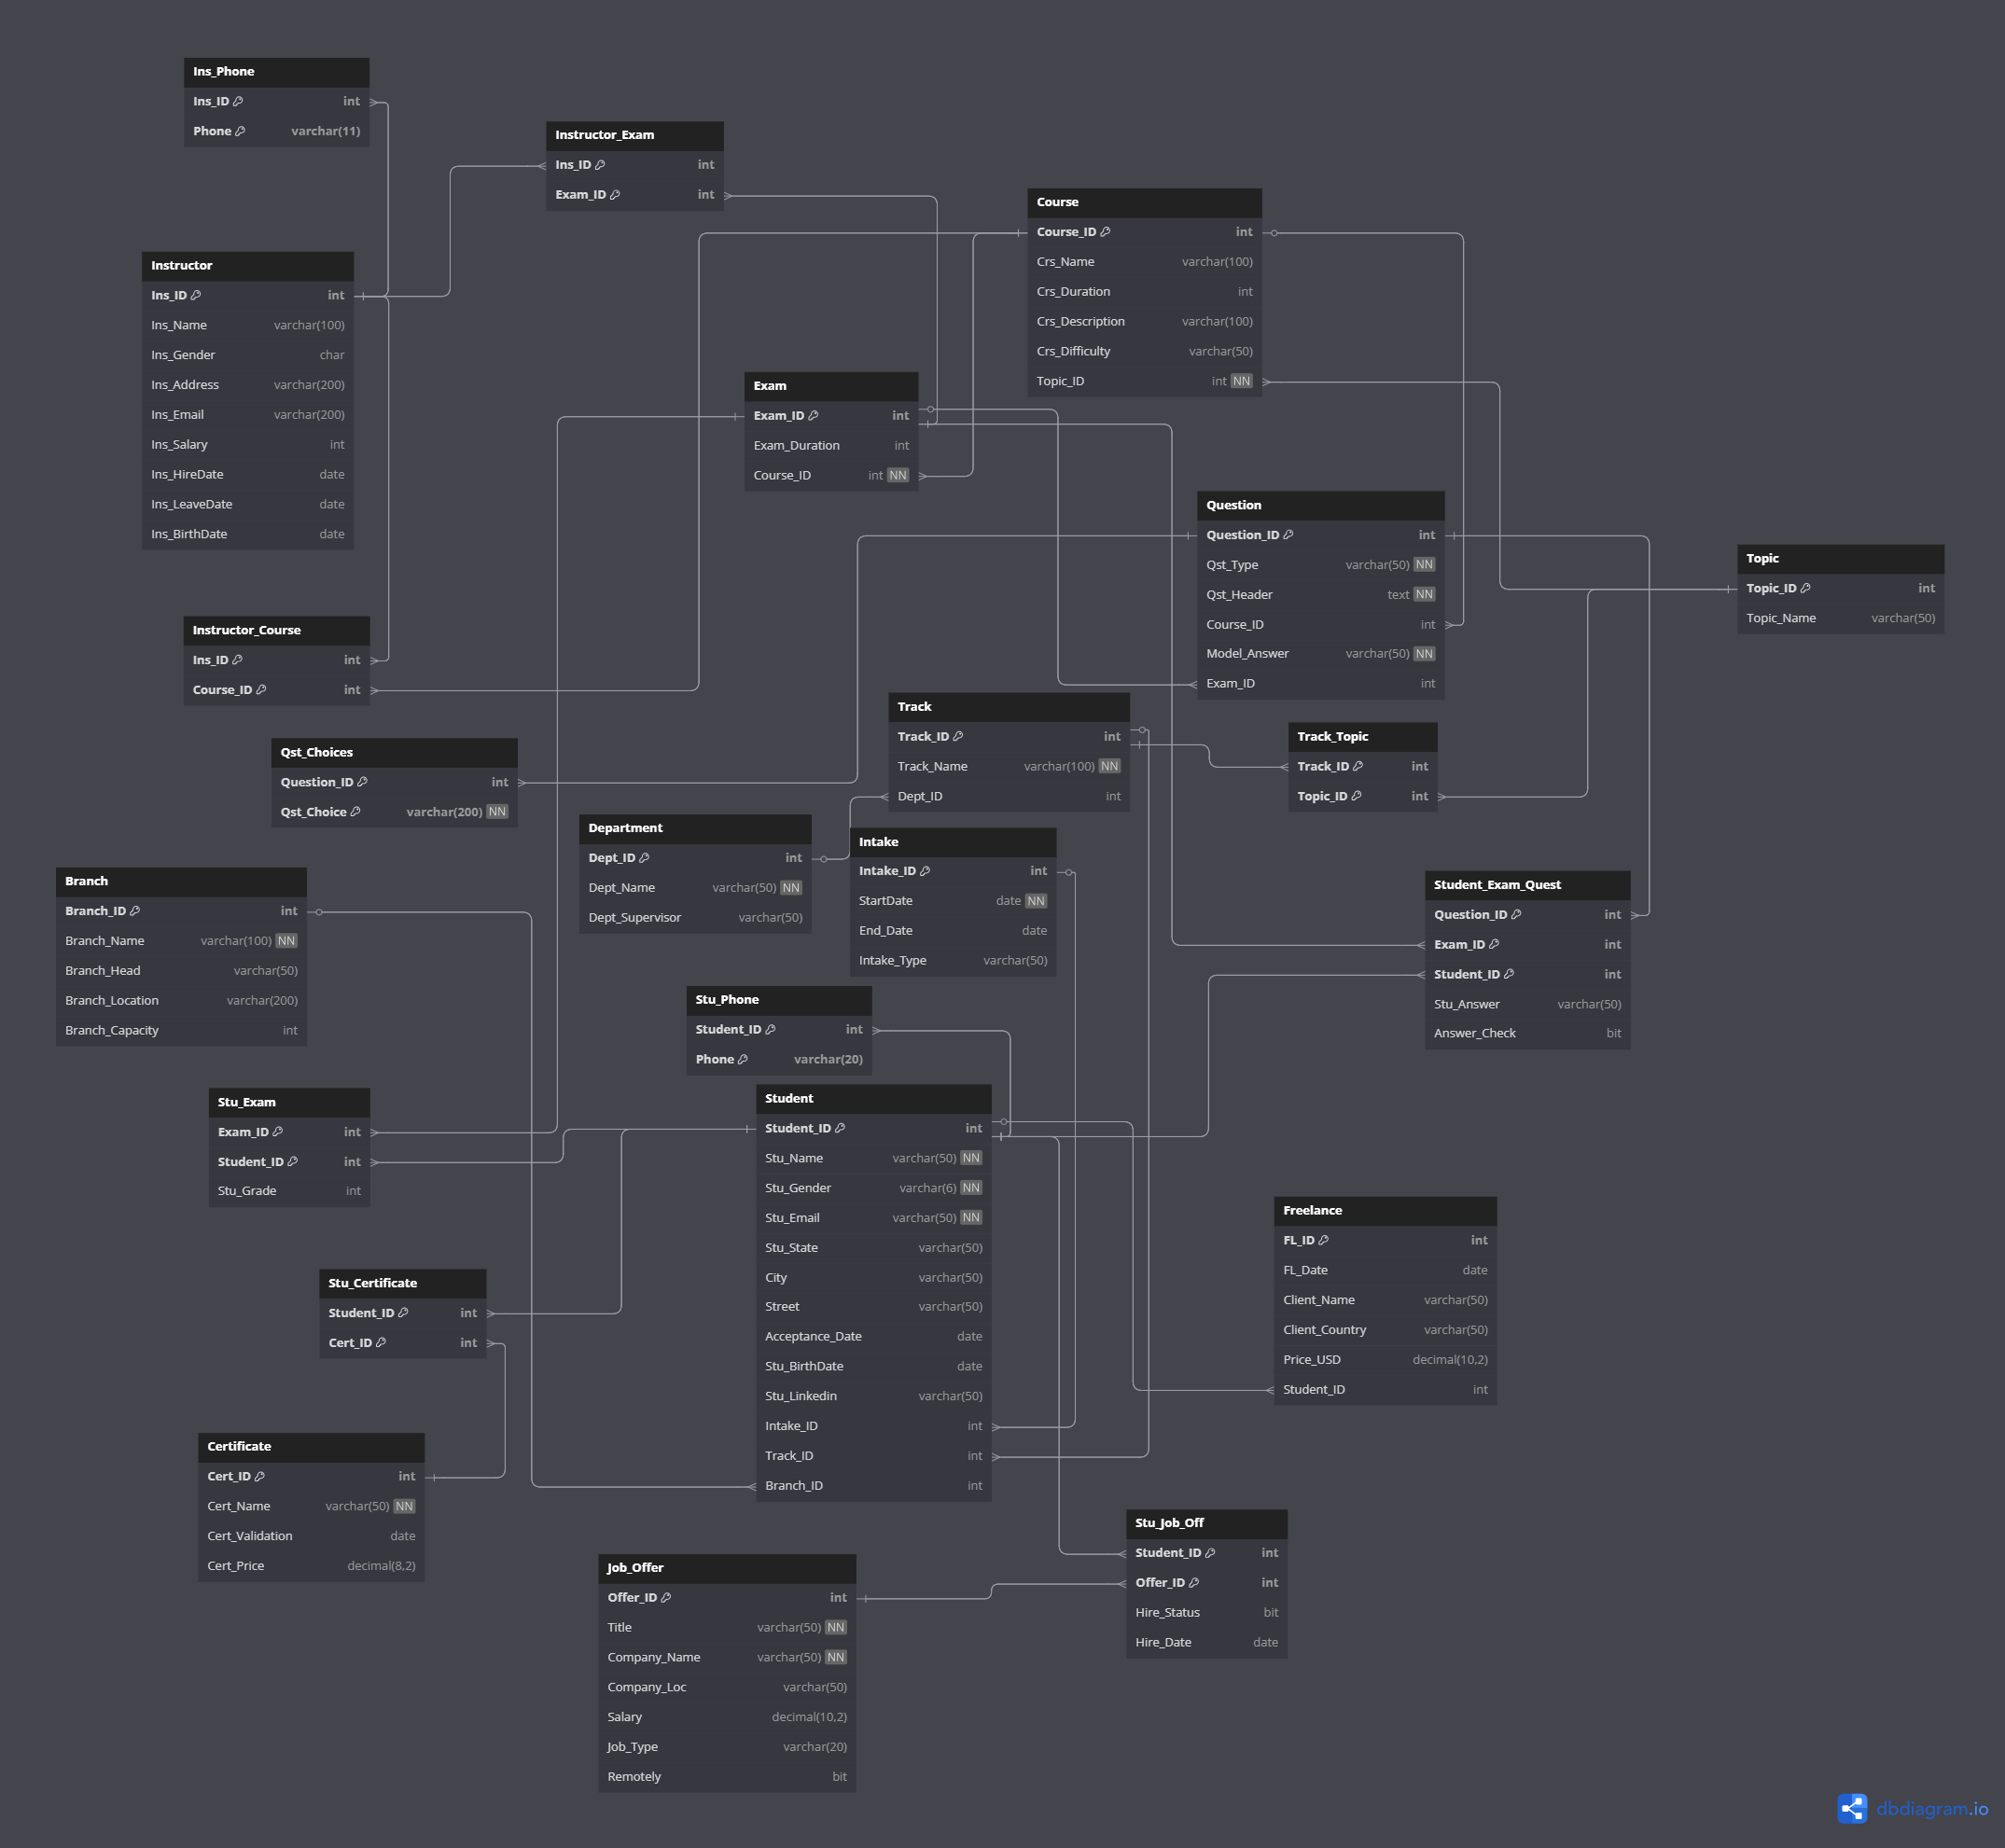 Ins_Phone
Ins_ID int
Phone varchar(11)
Instructor_Exam
Ins_ID int
Exam_ID int
Course
Course_ID int
Crs_Name varchar(100)
Crs_Duration int
Crs_Description varchar(100)
Crs_Difficulty varchar(50)
Topic_ID int NN
Instructor
Ins_ID int
Ins_Name varchar(100)
Ins_Gender char
Ins_Address varchar(200)
Ins_Email varchar(200)
Ins_Salary int
Ins_HireDate date
Ins_LeaveDate date
Ins_BirthDate date
Exam
Exam_ID int
Exam_Duration int
Course_ID int NN
Question
Question_ID int
Qst_Type varchar(50) NN
Qst_Header text NN
Course_ID int
Model_Answer varchar(50) NN
Exam_ID int
Topic
Topic_ID int
Topic_Name varchar(50)
Instructor_Course
Ins_ID int
Course_ID int
Track
Track_ID int
Track_Name varchar(100) NN
Dept_ID int
Track_Topic
Track_ID int
Topic_ID int
Qst_Choices
Question_ID int
Qst_Choice varchar(200) NN
Department
Dept_ID int
Dept_Name varchar(50) NN
Dept_Supervisor varchar(50)
Intake
Intake_ID int
StartDate date NN
End_Date date
Intake_Type varchar(50)
Branch
Branch_ID int
Branch_Name varchar(100) NN
Branch_Head varchar(50)
Branch_Location varchar(200)
Branch_Capacity int
Student_Exam_Quest
Question_ID int
Exam_ID int
Student_ID int
Stu_Answer varchar(50)
Answer_Check bit
Stu_Phone
Student_ID int
Phone varchar(20)
Stu_Exam
Exam_ID int
Student_ID int
Stu_Grade int
Student
Student_ID int
Stu_Name varchar(50) NN
Stu_Gender varchar(6) NN
Stu_Email varchar(50) NN
Stu_State varchar(50)
City varchar(50)
Street varchar(50)
Acceptance_Date date
Stu_BirthDate date
Stu_Linkedin varchar(50)
Intake_ID int
Track_ID int
Branch_ID int
Freelance
FL_ID int
FL_Date date
Client_Name varchar(50)
Client_Country varchar(50)
Price_USD decimal(10,2)
Student_ID int
Stu_Certificate
Student_ID int
Cert_ID int
Certificate
Cert_ID int
Cert_Name varchar(50) NN
Cert_Validation date
Cert_Price decimal(8,2)
Stu_Job_Off
Student_ID int
Offer_ID int
Hire_Status bit
Hire_Date date
Job_Offer
Offer_ID int
Title varchar(50) NN
Company_Name varchar(50) NN
Company_Loc varchar(50)
Salary decimal(10,2)
Job_Type varchar(20)
Remotely bit
dbdiagram.io